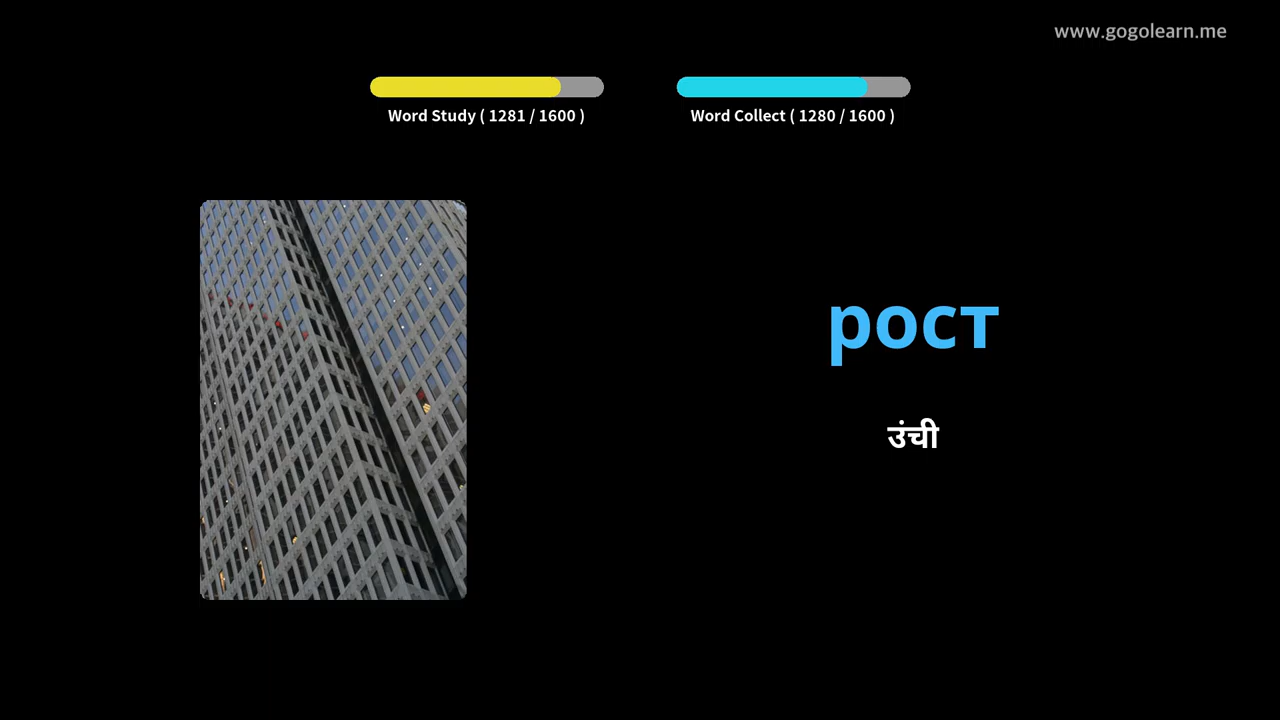 www.gogolearn.me
Word Study ( 1281 / 1600 )
Word Collect ( 1280 / 1600 )
рост
उंची